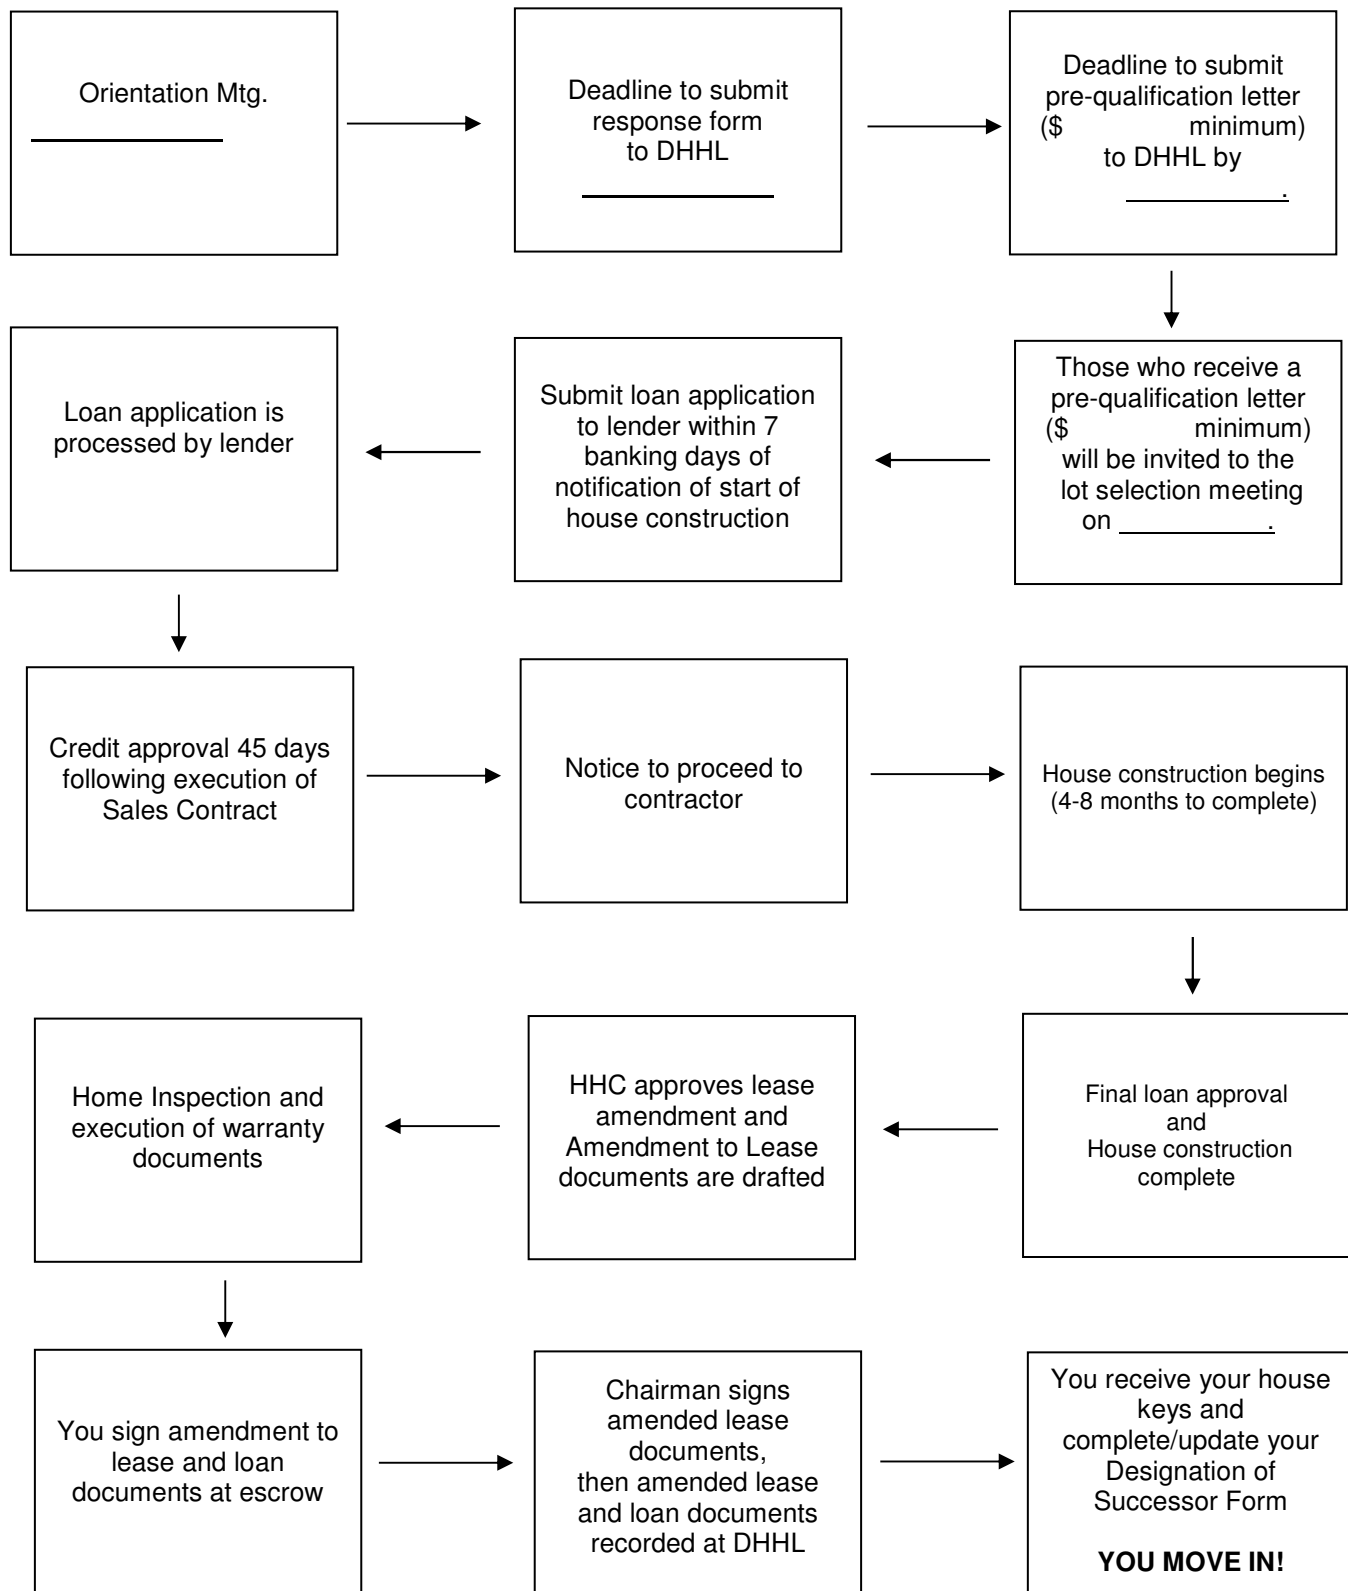 Orientation Mtg.
Deadline to submit
response form
to DHHL
Deadline to submit
pre-qualification letter
($ minimum)
to DHHL by
.
Those who receive a
pre-qualification letter
($ minimum)
will be invited to the
lot selection meeting
on .
Submit loan application
to lender within 7
banking days of
notification of start of
house construction
Loan application is
processed by lender
Credit approval 45 days
following execution of
Sales Contract
Notice to proceed to
contractor
House construction begins
(4-8 months to complete)
Final loan approval
and
House construction
complete
HHC approves lease
amendment and
Amendment to Lease
documents are drafted
Home Inspection and
execution of warranty
documents
You sign amendment to
lease and loan
documents at escrow
Chairman signs
amended lease
documents,
then amended lease
and loan documents
recorded at DHHL
You receive your house
keys and
complete/update your
Designation of
Successor Form
YOU MOVE IN!